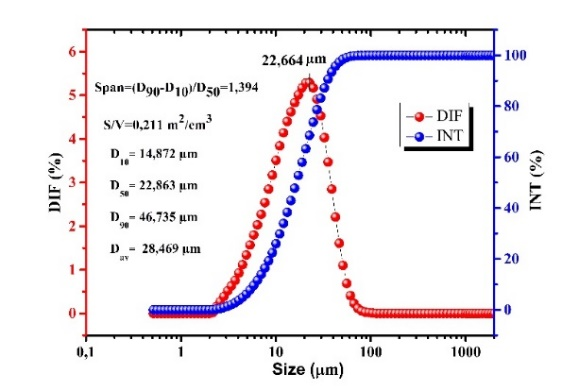 22,664 μm
Span=(D90-D10)/D50=1,394
S/V=0,211 m2/cm3
D10= 14,872 μm
D50= 22,863 μm
D90= 46,735 μm
Dav= 28,469 μm
DIF
INT
DIF (%)
6
5
4
3
2
1
0
INT (%)
100
80
60
40
20
0
0,1
1
10
100
1000
Size (μm)